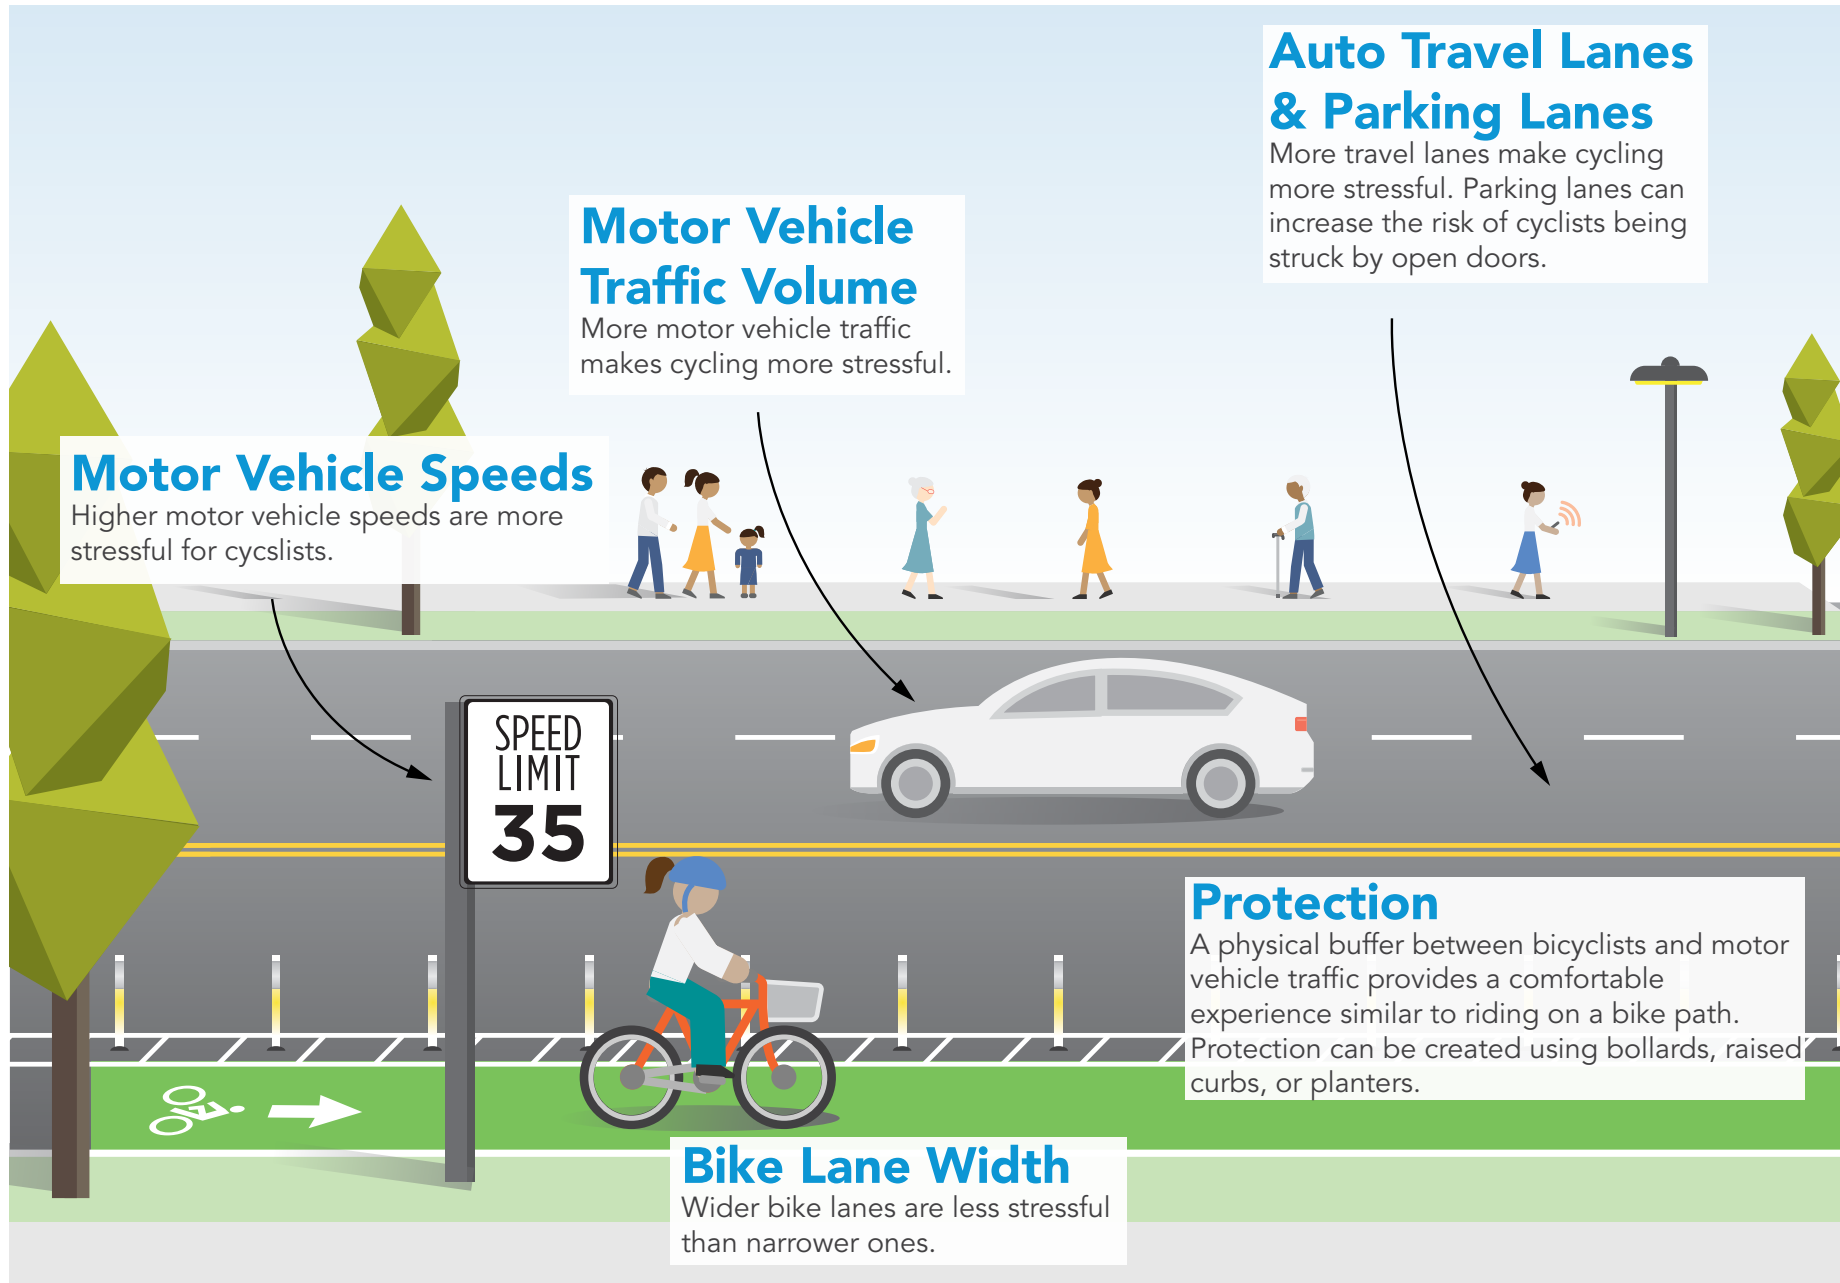 Auto Travel Lanes
& Parking Lanes
More travel lanes make cycling
more stressful. Parking lanes can
increase the risk of cyclists being
struck by open doors.
Motor Vehicle
Traffic Volume
More motor vehicle traffic
makes cycling more stressful.
Motor Vehicle Speeds
Higher motor vehicle speeds are more
stressful for cycslists.
SPEED
LIMIT
35
Protection
A physical buffer between bicyclists and motor
vehicle traffic provides a comfortable
experience similar to riding on a bike path.
Protection can be created using bollards, raised
curbs, or planters.
Bike Lane Width
Wider bike lanes are less stressful
than narrower ones.